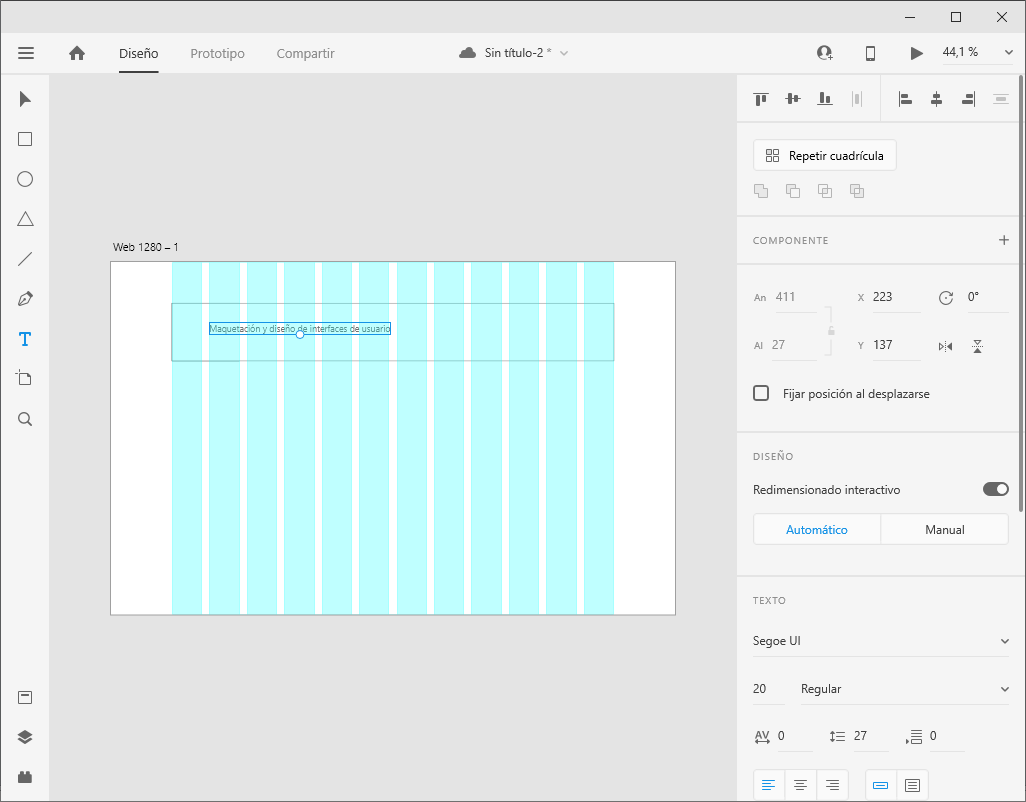 Diseño Prototipo Compartir Sin título-2 * 44,1 %
Repetir cuadrícula
COMPONENTE
Web 1280 – 1
An 411 X 223 0°
Maquetación y diseño de interfaces de usuario
Al 27 Y 137
Fijar posición al desplazarse
DISEÑO
Redimensionado interactivo
Automático Manual
TEXTO
Segoe UI
20 Regular
AV 0 27 0